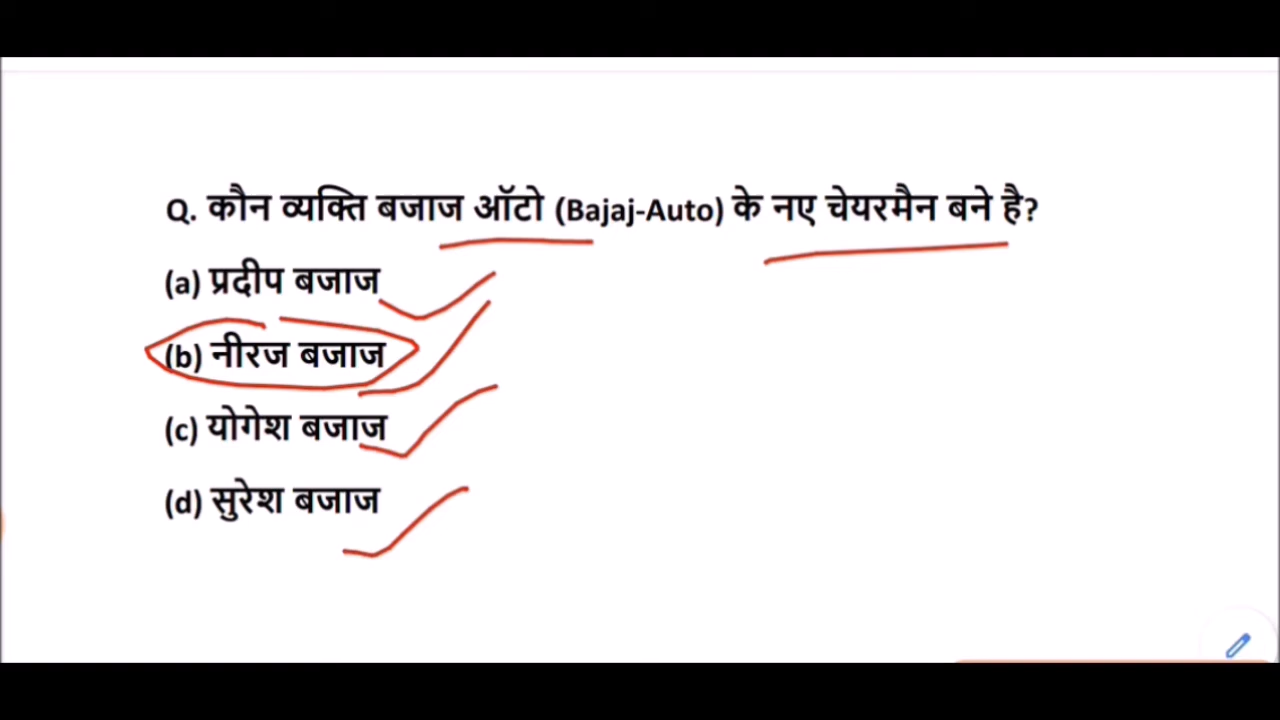 Q. कौन व्यक्ति बजाज ऑटो (Bajaj-Auto) के नए चेयरमैन बने है?
(a) प्रदीप बजाज
(b) नीरज बजाज
(c) योगेश बजाज
(d) सुरेश बजाज